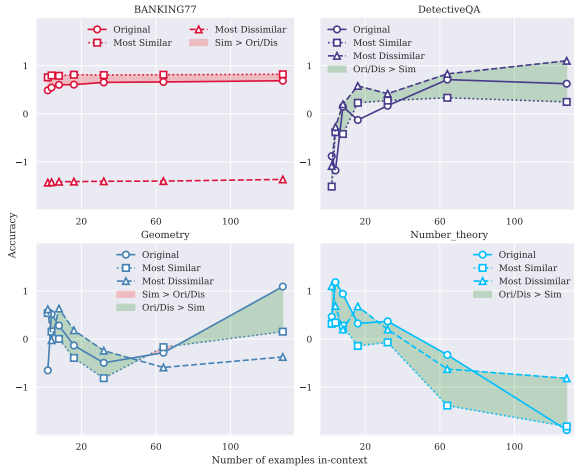 BANKING77
Original
Most Similar
Most Dissimilar
Sim > Ori/Dis
1
0
−1
20
60
100
DetectiveQA
Original
Most Similar
Most Dissimilar
Ori/Dis > Sim
1
0
−1
20
60
100
Accuracy
Geometry
Original
Most Similar
Most Dissimilar
Sim > Ori/Dis
Ori/Dis > Sim
1
0
−1
20
60
100
Number_theory
Original
Most Similar
Most Dissimilar
Ori/Dis > Sim
1
0
−1
20
60
100
Number of examples in-context